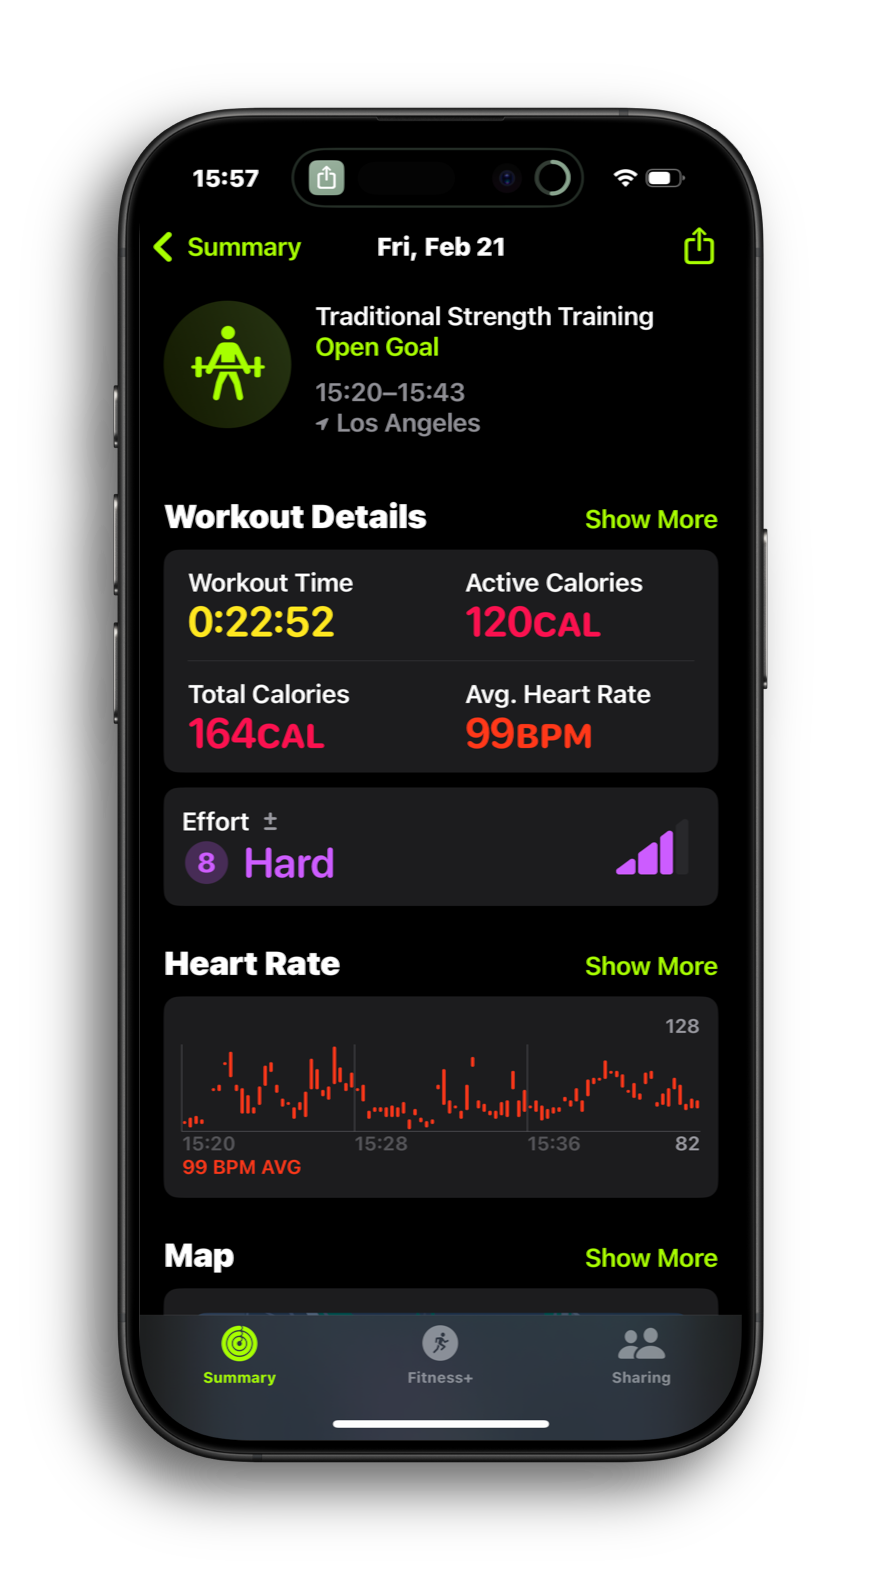 15:57
Summary Fri, Feb 21
Traditional Strength Training
Open Goal
15:20–15:43
Los Angeles
Workout Details Show More
Workout Time Active Calories
0:22:52 120CAL
Total Calories Avg. Heart Rate
164CAL 99BPM
Effort ±
8 Hard
Heart Rate Show More
128
15:20 15:28 15:36 82
99 BPM AVG
Map Show More
Summary Fitness+ Sharing